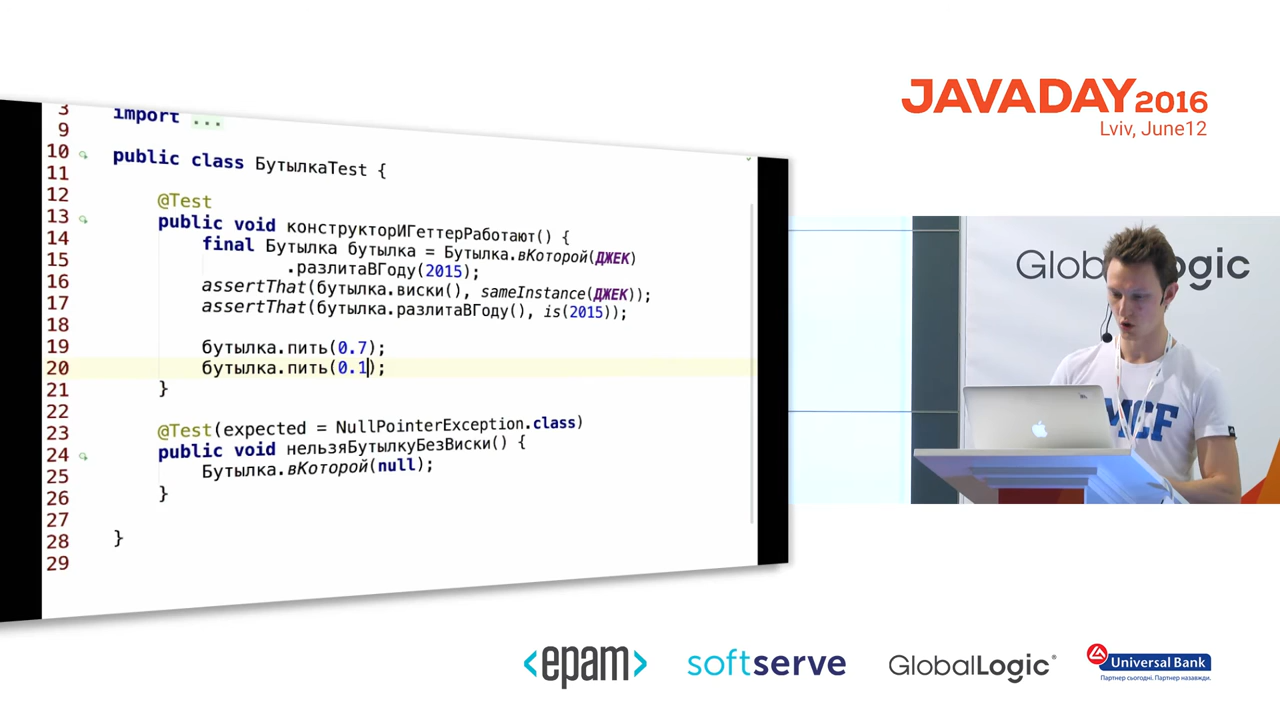 JAVADAY 2016
Lviv, June12
3 import ...
9
10 public class БутылкаTest {
11
12 @Test
13 public void конструкторИГеттерРаботают() {
14 final Бутылка бутылка = Бутылка.вКоторой(ДЖЕК)
15 .разлитаВГоду(2015);
16 assertThat(бутылка.виски(), sameInstance(ДЖЕК));
17 assertThat(бутылка.разлитаВГоду(), is(2015));
18
19 бутылка.пить(0.7);
20 бутылка.пить(0.1);
21 }
22
23 @Test(expected = NullPointerException.class)
24 public void нельзяБутылкуБезВиски() {
25 Бутылка.вКоторой(null);
26 }
27
28 }
29
GlobalLogic
MCF
<epam>
softserve
GlobalLogic
Universal Bank
Партнер сьогодні. Партнер назавжди.